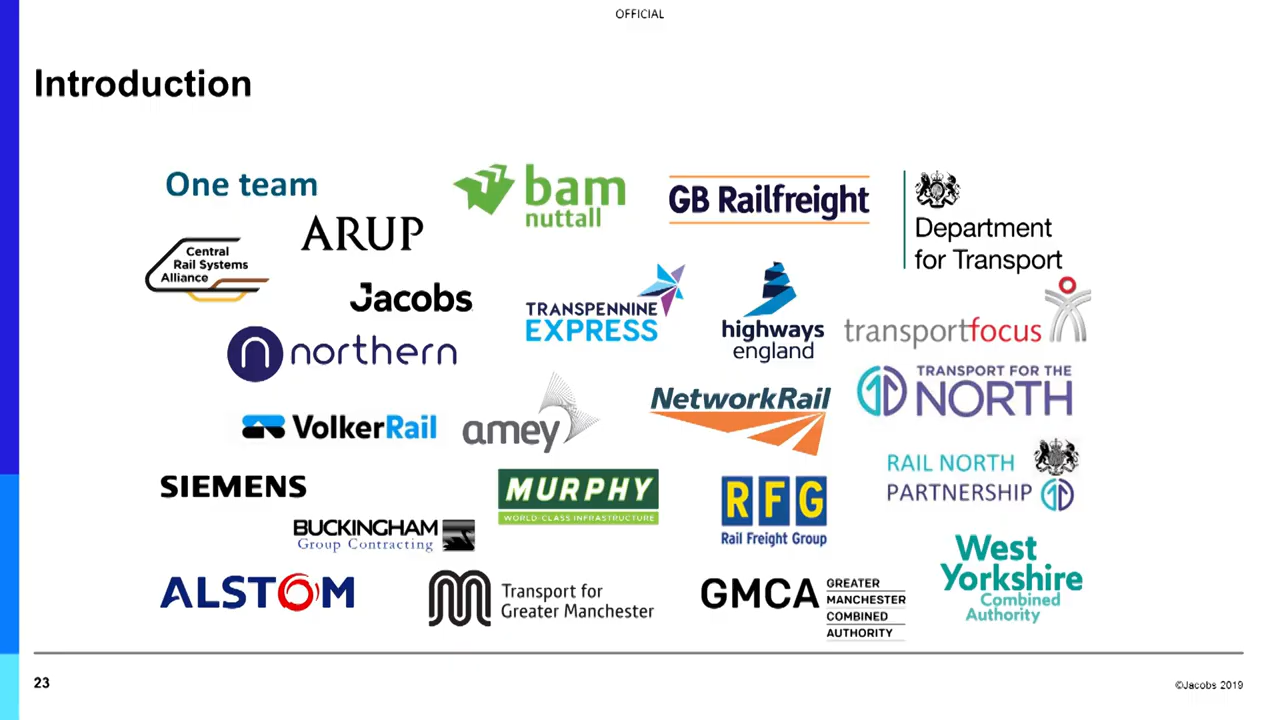 OFFICIAL
Introduction
One team
bam
nuttall
GB Railfreight
Department
for Transport
ARUP
Central
Rail Systems
Alliance
Jacobs
TRANSPENNINE
EXPRESS
highways
england
transportfocus
northern
NetworkRail
TRANSPORT FOR THE
NORTH
VolkerRail
amey
RAIL NORTH
PARTNERSHIP
SIEMENS
MURPHY
WORLD-CLASS INFRASTRUCTURE
RFG
Rail Freight Group
BUCKINGHAM
Group Contracting
West
Yorkshire
Combined
Authority
ALSTOM
Transport for
Greater Manchester
GMCA
GREATER
MANCHESTER
COMBINED
AUTHORITY
23
©Jacobs 2019